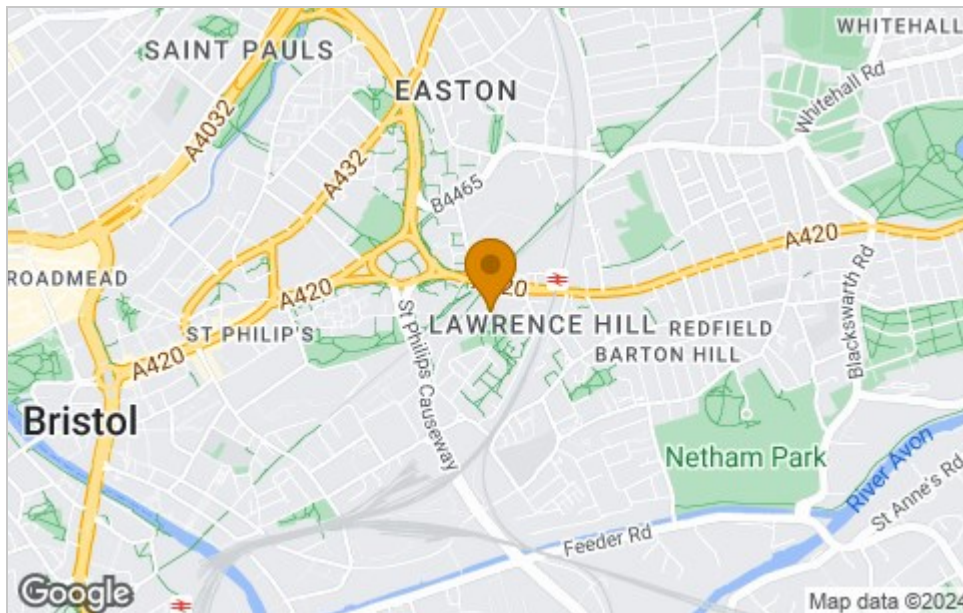 WHITEHALL
SAINT PAULS
EASTON
Whitehall Rd
A4032
A432
B4465
A420
ROADMEAD
A420
20
ST PHILIP'S
LAWRENCE HILL
REDFIELD
BARTON HILL
Blackswarth Rd
A420
St Philips Causeway
Bristol
Netham Park
River Avon
St Anne's Rd
Feeder Rd
Google
Map data ©2024